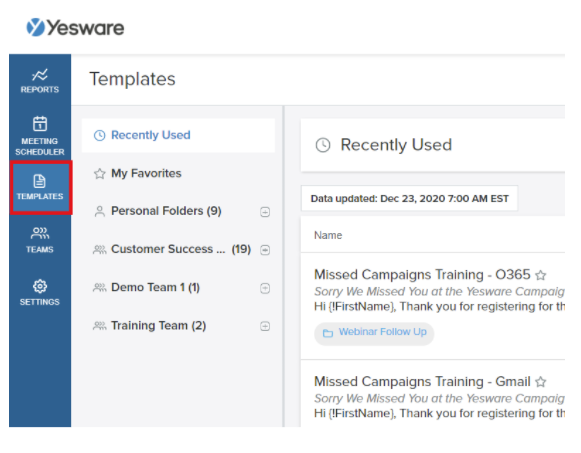 Yesware
REPORTS
MEETING
SCHEDULER
TEMPLATES
TEAMS
SETTINGS
Templates
Recently Used
My Favorites
Personal Folders (9)
Customer Success ... (19)
Demo Team 1 (1)
Training Team (2)
Recently Used
Data updated: Dec 23, 2020 7:00 AM EST
Name
Missed Campaigns Training - O365
Sorry We Missed You at the Yesware Campaig
Hi {!FirstName}, Thank you for registering for th
Webinar Follow Up
Missed Campaigns Training - Gmail
Sorry We Missed You at the Yesware Campaig
Hi {!FirstName}, Thank you for registering for th